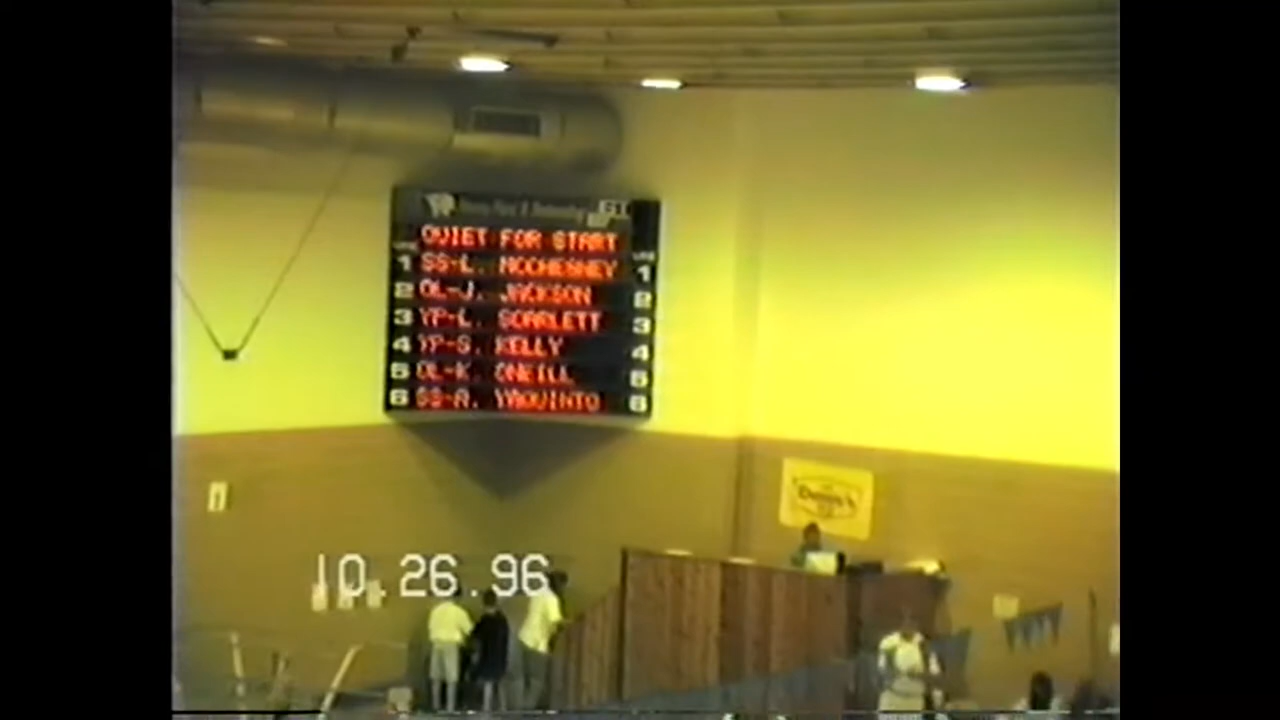 QUIET FOR START
1 SS-L. MCCHESNEY 1
2 OL-J. JACKSON 2
3 YP-L. SCARLETT 3
4 YP-S. KELLY 4
5 OL-K. ONEILL 5
6 SS-R. YAQUINTO 6
Denny's
10.26.96